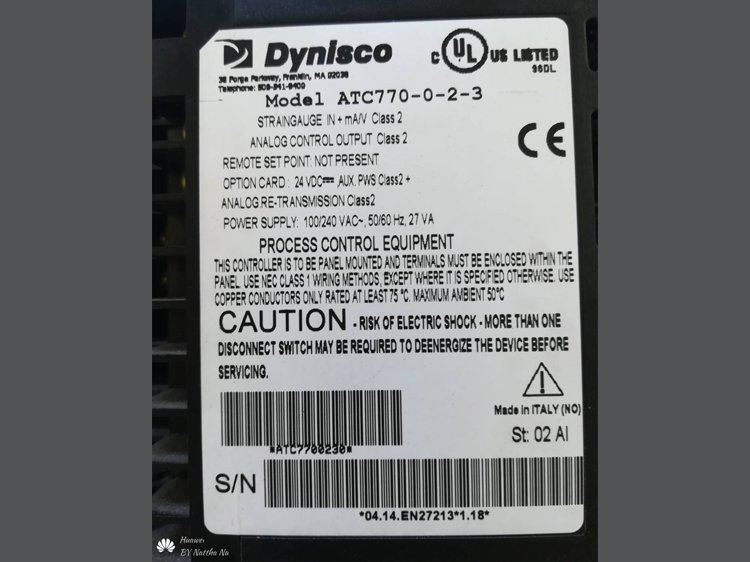 Dynisco
38 Forge Parkway, Franklin, MA 02038
Telephone: 508-541-9400
C UL US LISTED
96DL
Model ATC770-0-2-3
STRAINGAUGE IN + mA/V Class 2
ANALOG CONTROL OUTPUT Class 2
REMOTE SET POINT: NOT PRESENT
OPTION CARD : 24 VDC AUX. PWS Class2 +
ANALOG RE-TRANSMISSION Class2
POWER SUPPLY: 100/240 VAC~, 50/60 Hz, 27 VA
CE
PROCESS CONTROL EQUIPMENT
THIS CONTROLLER IS TO BE PANEL MOUNTED AND TERMINALS MUST BE ENCLOSED WITHIN THE
PANEL. USE NEC CLASS 1 WIRING METHODS, EXCEPT WHERE IT IS SPECIFIED OTHERWISE. USE
COPPER CONDUCTORS ONLY RATED AT LEAST 75 °C. MAXIMUM AMBIENT 50°C
CAUTION - RISK OF ELECTRIC SHOCK - MORE THAN ONE
DISCONNECT SWITCH MAY BE REQUIRED TO DEENERGIZE THE DEVICE BEFORE
SERVICING.
Made in ITALY (NO)
St: 02 AI
*ATC7700230*
S/N
*04.14.EN27213*1.18*
Huawei
BY Nattha Na